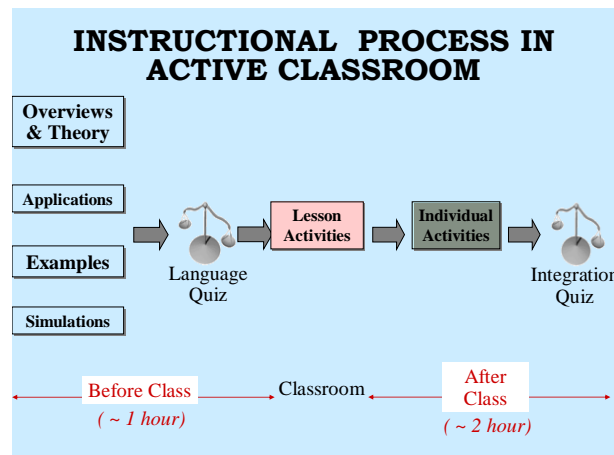 INSTRUCTIONAL PROCESS IN
ACTIVE CLASSROOM
Overviews
& Theory
Applications
Examples
Simulations
Language
Quiz
Lesson
Activities
Individual
Activities
Integration
Quiz
Before Class
( ~ 1 hour)
Classroom
After
Class
( ~ 2 hour)